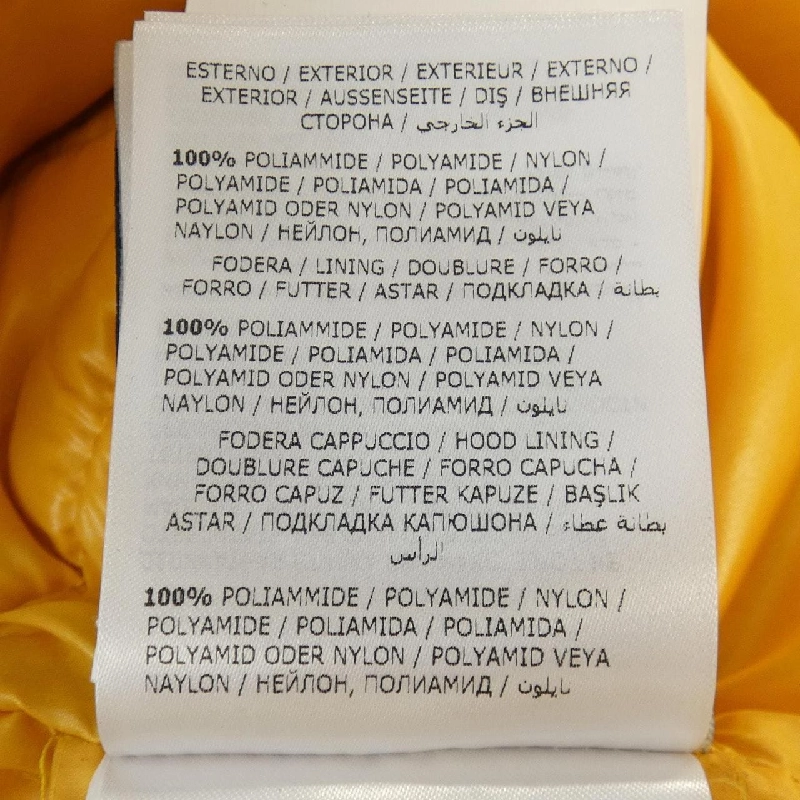 ESTERNO / EXTERIOR / EXTERIEUR / EXTERNO /
EXTERIOR / AUSSENSEITE / DIŞ / ВНЕШНЯЯ
СТОРОНА / الجزء الخارجي
100% POLIAMMIDE / POLYAMIDE / NYLON /
POLYAMIDE / POLIAMIDA / POLIAMIDA /
POLYAMID ODER NYLON / POLYAMID VEYA
NAYLON / НЕЙЛОН, ПОЛИАМИД / نايلون
FODERA / LINING / DOUBLURE / FORRO /
FORRO / FUTTER / ASTAR / ПОДКЛАДКА / بطانة
100% POLIAMMIDE / POLYAMIDE / NYLON /
POLYAMIDE / POLIAMIDA / POLIAMIDA /
POLYAMID ODER NYLON / POLYAMID VEYA
NAYLON / НЕЙЛОН, ПОЛИАМИД / نايلون
FODERA CAPPUCCIO / HOOD LINING /
DOUBLURE CAPUCHE / FORRO CAPUCHA /
FORRO CAPUZ / FUTTER KAPUZE / BAŞLIK
ASTAR / ПОДКЛАДКА КАПЮШОНА / بطانة غطاء
الرأس
100% POLIAMMIDE / POLYAMIDE / NYLON /
POLYAMIDE / POLIAMIDA / POLIAMIDA /
POLYAMID ODER NYLON / POLYAMID VEYA
NAYLON / НЕЙЛОН, ПОЛИАМИД / نايلون